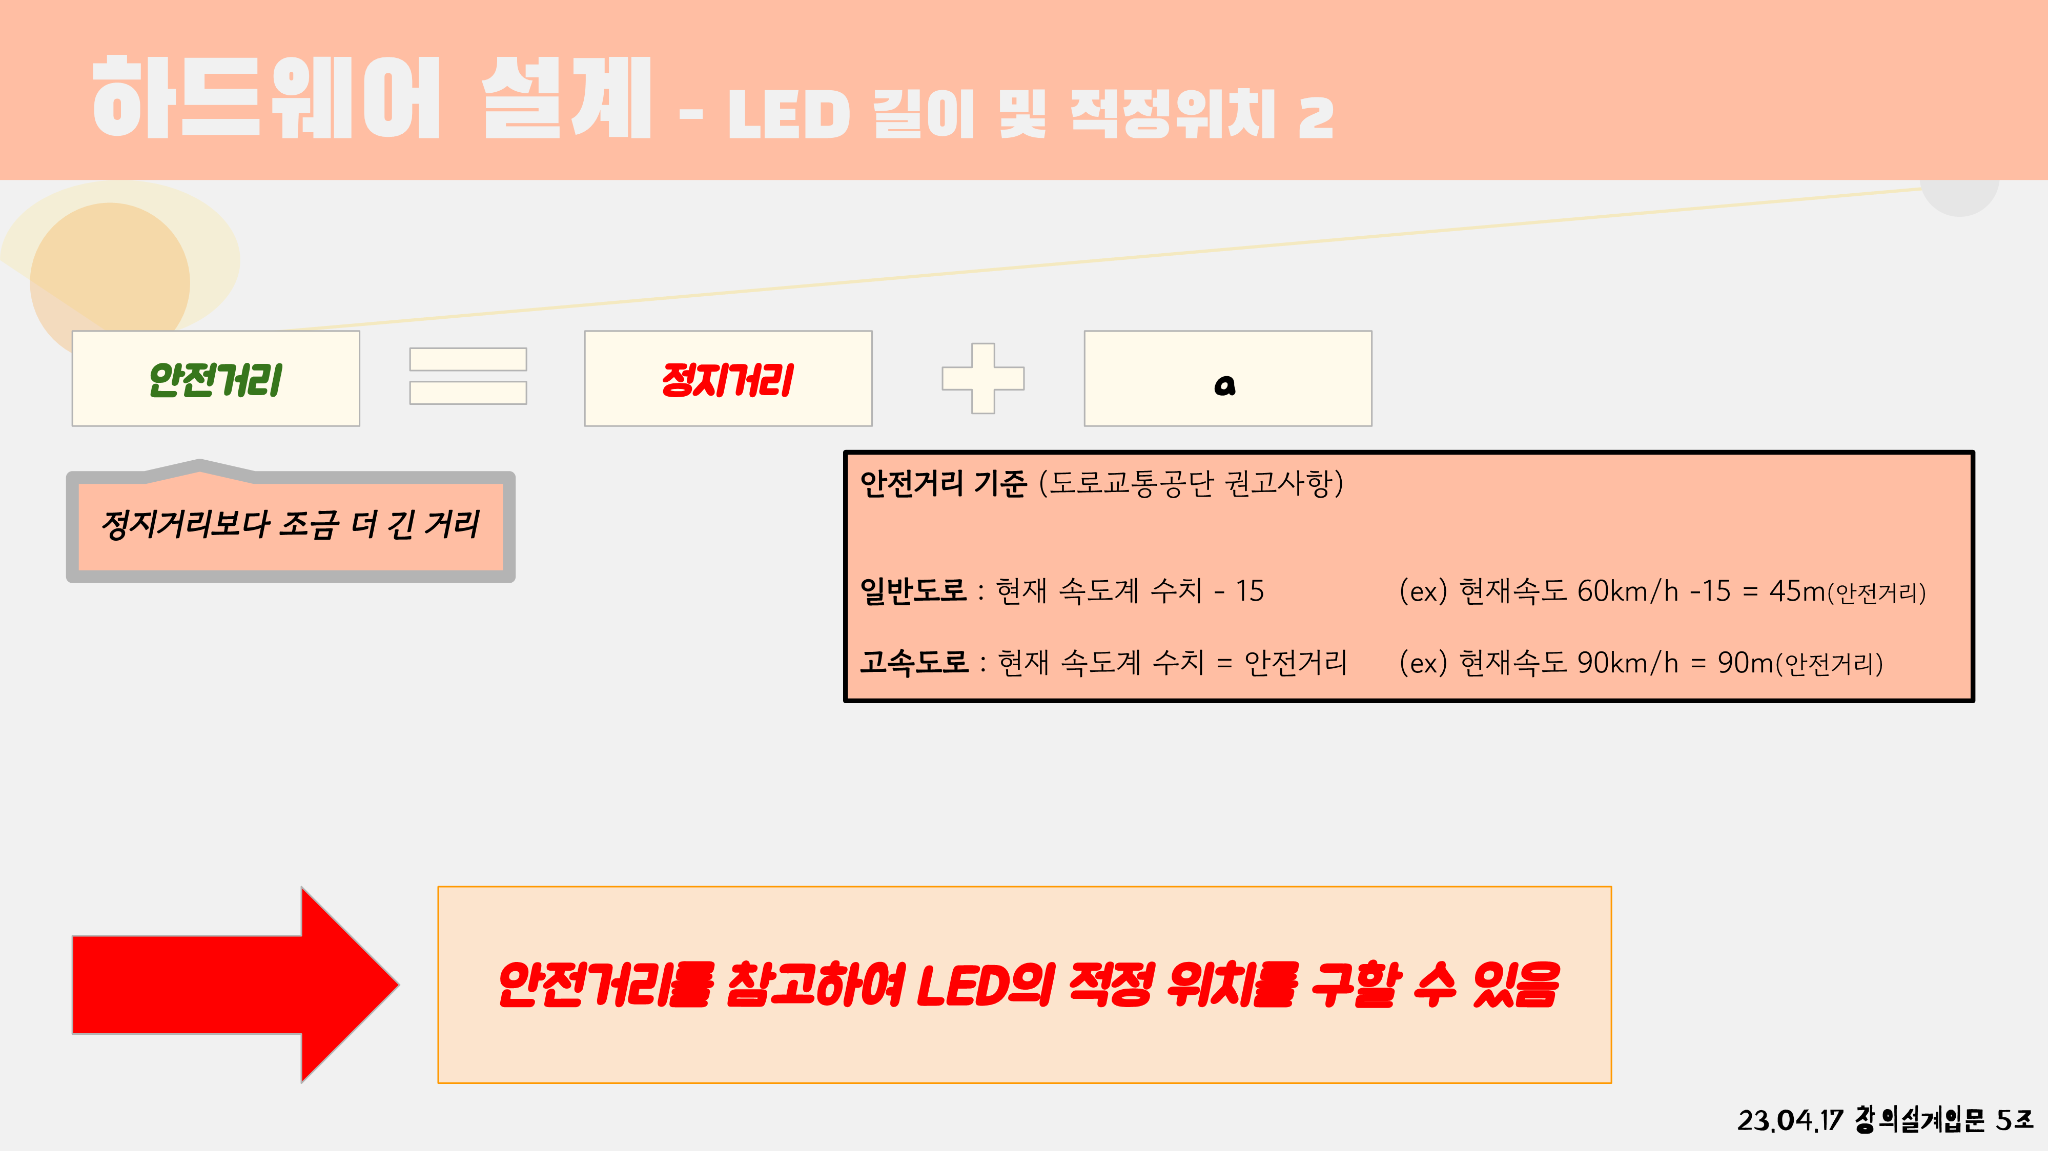 하드웨어 설계 - LED 길이 및 적정위치 2
안전거리 정지거리 a
정지거리보다 조금 더 긴 거리
안전거리 기준 (도로교통공단 권고사항)
일반도로 : 현재 속도계 수치 - 15 (ex) 현재속도 60km/h -15 = 45m(안전거리)
고속도로 : 현재 속도계 수치 = 안전거리 (ex) 현재속도 90km/h = 90m(안전거리)
안전거리를 참고하여 LED의 적정 위치를 구할 수 있음
23.04.17 창의설계입문 5조